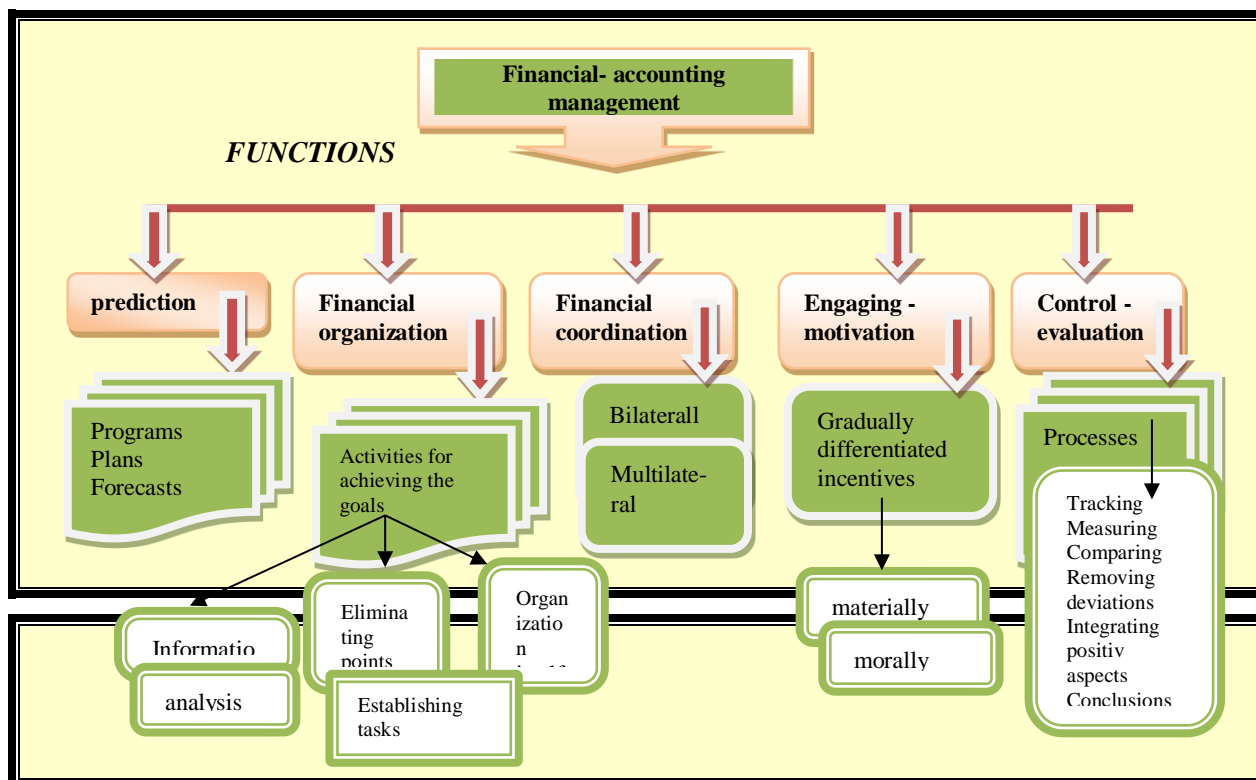 Financial- accounting
management
FUNCTIONS
prediction
Financial
organization
Financial
coordination
Engaging -
motivation
Control -
evaluation
Programs
Plans
Forecasts
Activities for
achieving the
goals
Bilaterall
Multilate-
ral
Gradually
differentiated
incentives
Processes
Tracking
Measuring
Comparing
Removing
deviations
Integrating
positiv
aspects
Conclusions
Informatio
analysis
Elimina
ting
points
Establishing
tasks
Organ
izatio
n
materially
morally